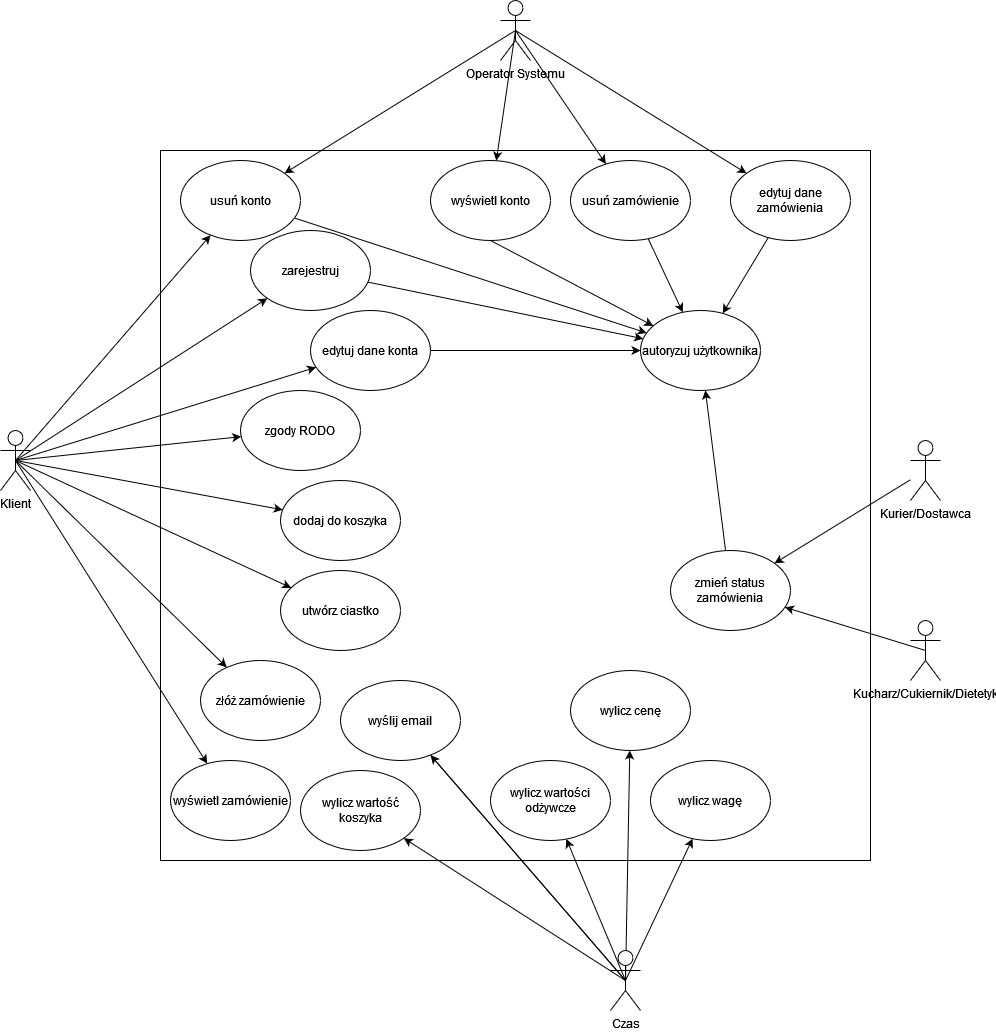 Operator Systemu
usuń konto
wyświetl konto
usuń zamówienie
edytuj dane
zamówienia
zarejestruj
edytuj dane konta
autoryzuj użytkownika
zgody RODO
Klient
dodaj do koszyka
Kurier/Dostawca
zmień status
zamówienia
utwórz ciastko
Kucharz/Cukiernik/Dietetyk
złóż zamówienie
wyślij email
wylicz cenę
wyświetl zamówienie
wylicz wartość
koszyka
wylicz wartości
odżywcze
wylicz wagę
Czas